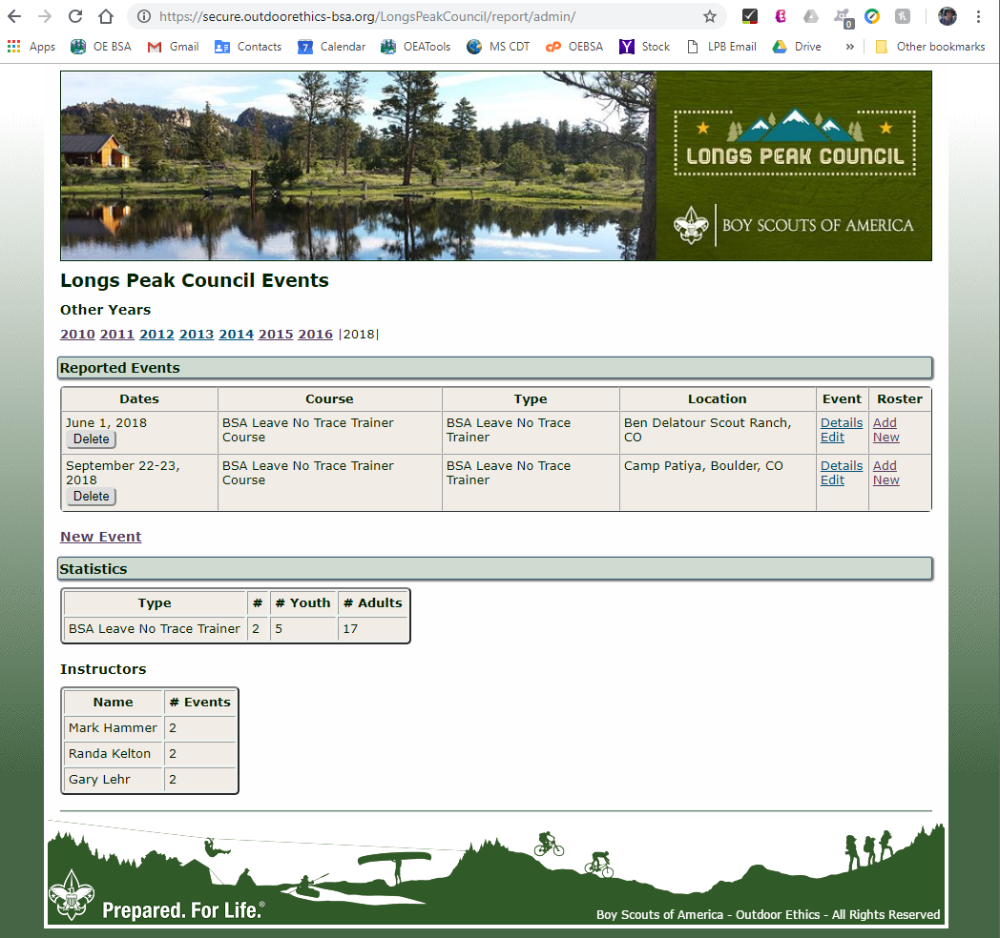 https://secure.outdoorethics-bsa.org/LongsPeakCouncil/report/admin/
0
Apps OE BSA Gmail Contacts 7 Calendar OEATools MS CDT cP OEBSA Y Stock LPB Email Drive » Other bookmarks
LONGS PEAK COUNCIL
BOY SCOUTS OF AMERICA
Longs Peak Council Events
Other Years
2010 2011 2012 2013 2014 2015 2016 |2018|
Reported Events
Dates Course Type Location Event Roster
June 1, 2018 BSA Leave No Trace Trainer BSA Leave No Trace Ben Delatour Scout Ranch, Details Add
Delete Course Trainer CO Edit New
September 22-23, BSA Leave No Trace Trainer BSA Leave No Trace Camp Patiya, Boulder, CO Details Add
2018 Course Trainer Edit New
Delete
New Event
Statistics
Type # # Youth # Adults
BSA Leave No Trace Trainer 2 5 17
Instructors
Name # Events
Mark Hammer 2
Randa Kelton 2
Gary Lehr 2
Prepared. For Life.®
Boy Scouts of America - Outdoor Ethics - All Rights Reserved